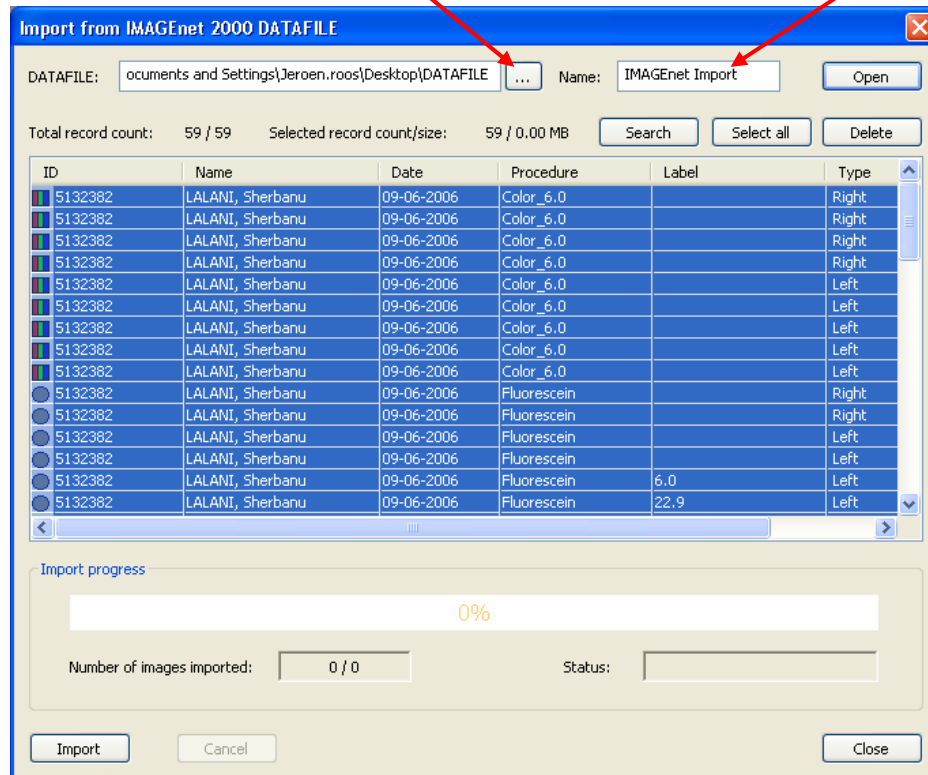 Import from IMAGEnet 2000 DATAFILE
DATAFILE: ocuments and Settings\Jeroen.roos\Desktop\DATAFILE ... Name: IMAGEnet Import Open
Total record count: 59 / 59 Selected record count/size: 59 / 0.00 MB Search Select all Delete
ID Name Date Procedure Label Type
5132382 LALANI, Sherbanu 09-06-2006 Color_6.0 Right
5132382 LALANI, Sherbanu 09-06-2006 Color_6.0 Right
5132382 LALANI, Sherbanu 09-06-2006 Color_6.0 Right
5132382 LALANI, Sherbanu 09-06-2006 Color_6.0 Right
5132382 LALANI, Sherbanu 09-06-2006 Color_6.0 Left
5132382 LALANI, Sherbanu 09-06-2006 Color_6.0 Left
5132382 LALANI, Sherbanu 09-06-2006 Color_6.0 Left
5132382 LALANI, Sherbanu 09-06-2006 Color_6.0 Left
5132382 LALANI, Sherbanu 09-06-2006 Color_6.0 Left
5132382 LALANI, Sherbanu 09-06-2006 Fluorescein Right
5132382 LALANI, Sherbanu 09-06-2006 Fluorescein Right
5132382 LALANI, Sherbanu 09-06-2006 Fluorescein Left
5132382 LALANI, Sherbanu 09-06-2006 Fluorescein Left
5132382 LALANI, Sherbanu 09-06-2006 Fluorescein 6.0 Left
5132382 LALANI, Sherbanu 09-06-2006 Fluorescein 22.9 Left
Import progress
0%
Number of images imported: 0 / 0 Status:
Import Cancel Close